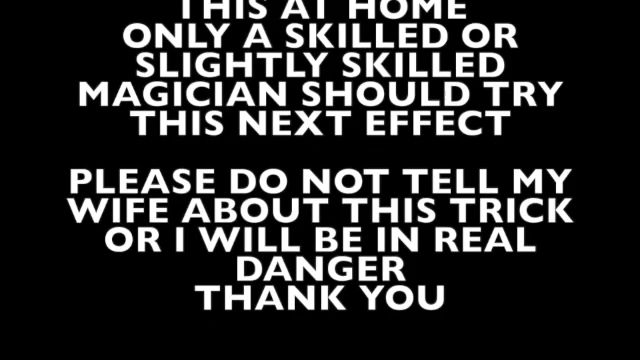 THIS AT HOME
ONLY A SKILLED OR
SLIGHTLY SKILLED
MAGICIAN SHOULD TRY
THIS NEXT EFFECT
PLEASE DO NOT TELL MY
WIFE ABOUT THIS TRICK
OR I WILL BE IN REAL
DANGER
THANK YOU